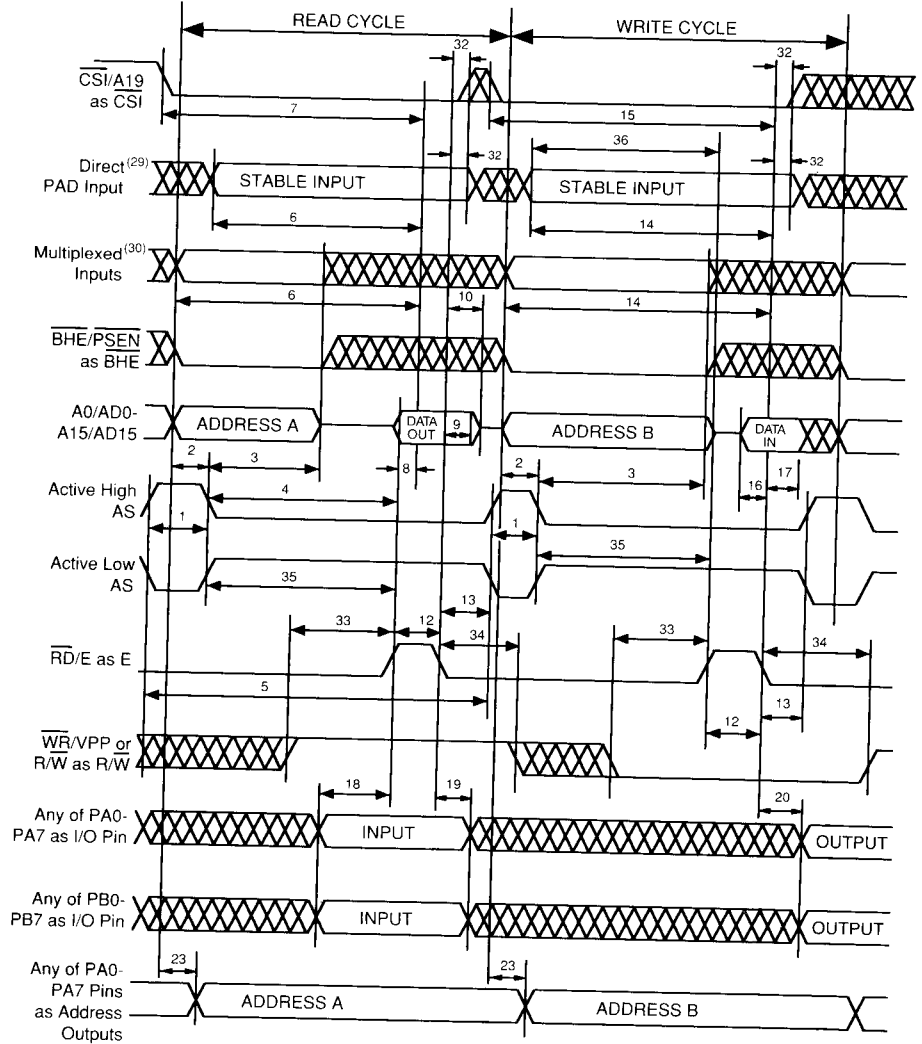 READ CYCLE
WRITE CYCLE
32
32
CSI/A19
as CSI
7
15
36
Direct(29)
PAD Input
STABLE INPUT
32
STABLE INPUT
32
6
14
Multiplexed(30)
Inputs
6
10
14
BHE/PSEN
as BHE
A0/AD0-
A15/AD15
ADDRESS A
DATA
OUT
9
ADDRESS B
DATA
IN
2
3
8
2
3
16
17
Active High
AS
4
1
1
Active Low
AS
35
35
13
33
12
34
33
34
RD/E as E
5
12
13
WR/VPP or
R/W as R/W
18
19
20
Any of PA0-
PA7 as I/O Pin
INPUT
OUTPUT
Any of PB0-
PB7 as I/O Pin
INPUT
OUTPUT
23
23
Any of PA0-
PA7 Pins
as Address
Outputs
ADDRESS A
ADDRESS B